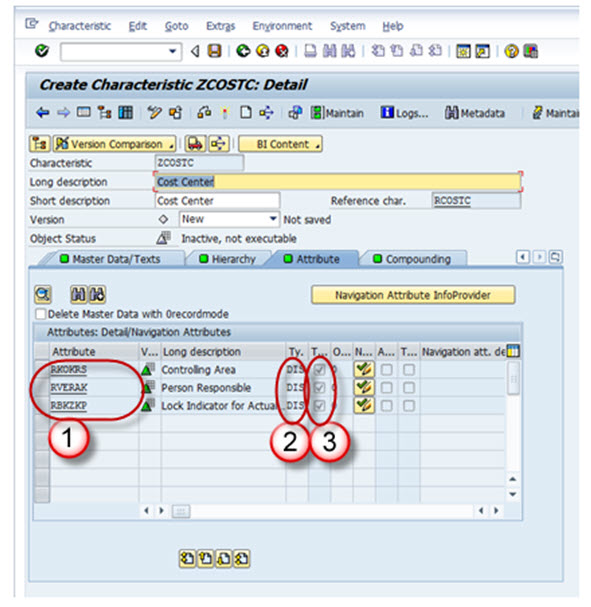 Characteristic Edit Goto Extras Environment System Help
Create Characteristic ZCOSTC: Detail
Maintain Logs... Metadata Maintai
Version Comparison BI Content
Characteristic ZCOSTC
Long description Cost Center
Short description Cost Center Reference char. RCOSTC
Version New Not saved
Object Status Inactive, not executable
Master Data/Texts Hierarchy Attribute Compounding
Navigation Attribute InfoProvider
Delete Master Data with 0recordmode
Attributes: Detail/Navigation Attributes
Attribute V... Long description Ty. T... O... N... A... T... Navigation att. de
RKOKRS Controlling Area DIS 0
RVERAK Person Responsible DIS 0
RBKZKP Lock Indicator for Actual... DIS 0
1 2 3